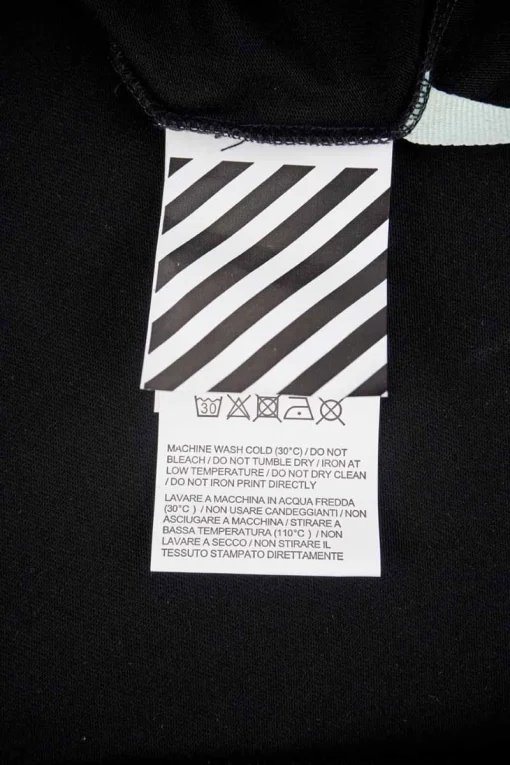 30
MACHINE WASH COLD (30°C) / DO NOT
BLEACH / DO NOT TUMBLE DRY / IRON AT
LOW TEMPERATURE / DO NOT DRY CLEAN
/ DO NOT IRON PRINT DIRECTLY
LAVARE A MACCHINA IN ACQUA FREDDA
(30°C) / NON USARE CANDEGGIANTI / NON
ASCIUGARE A MACCHINA / STIRARE A
BASSA TEMPERATURA (110°C) / NON
LAVARE A SECCO / NON STIRARE IL
TESSUTO STAMPATO DIRETTAMENTE